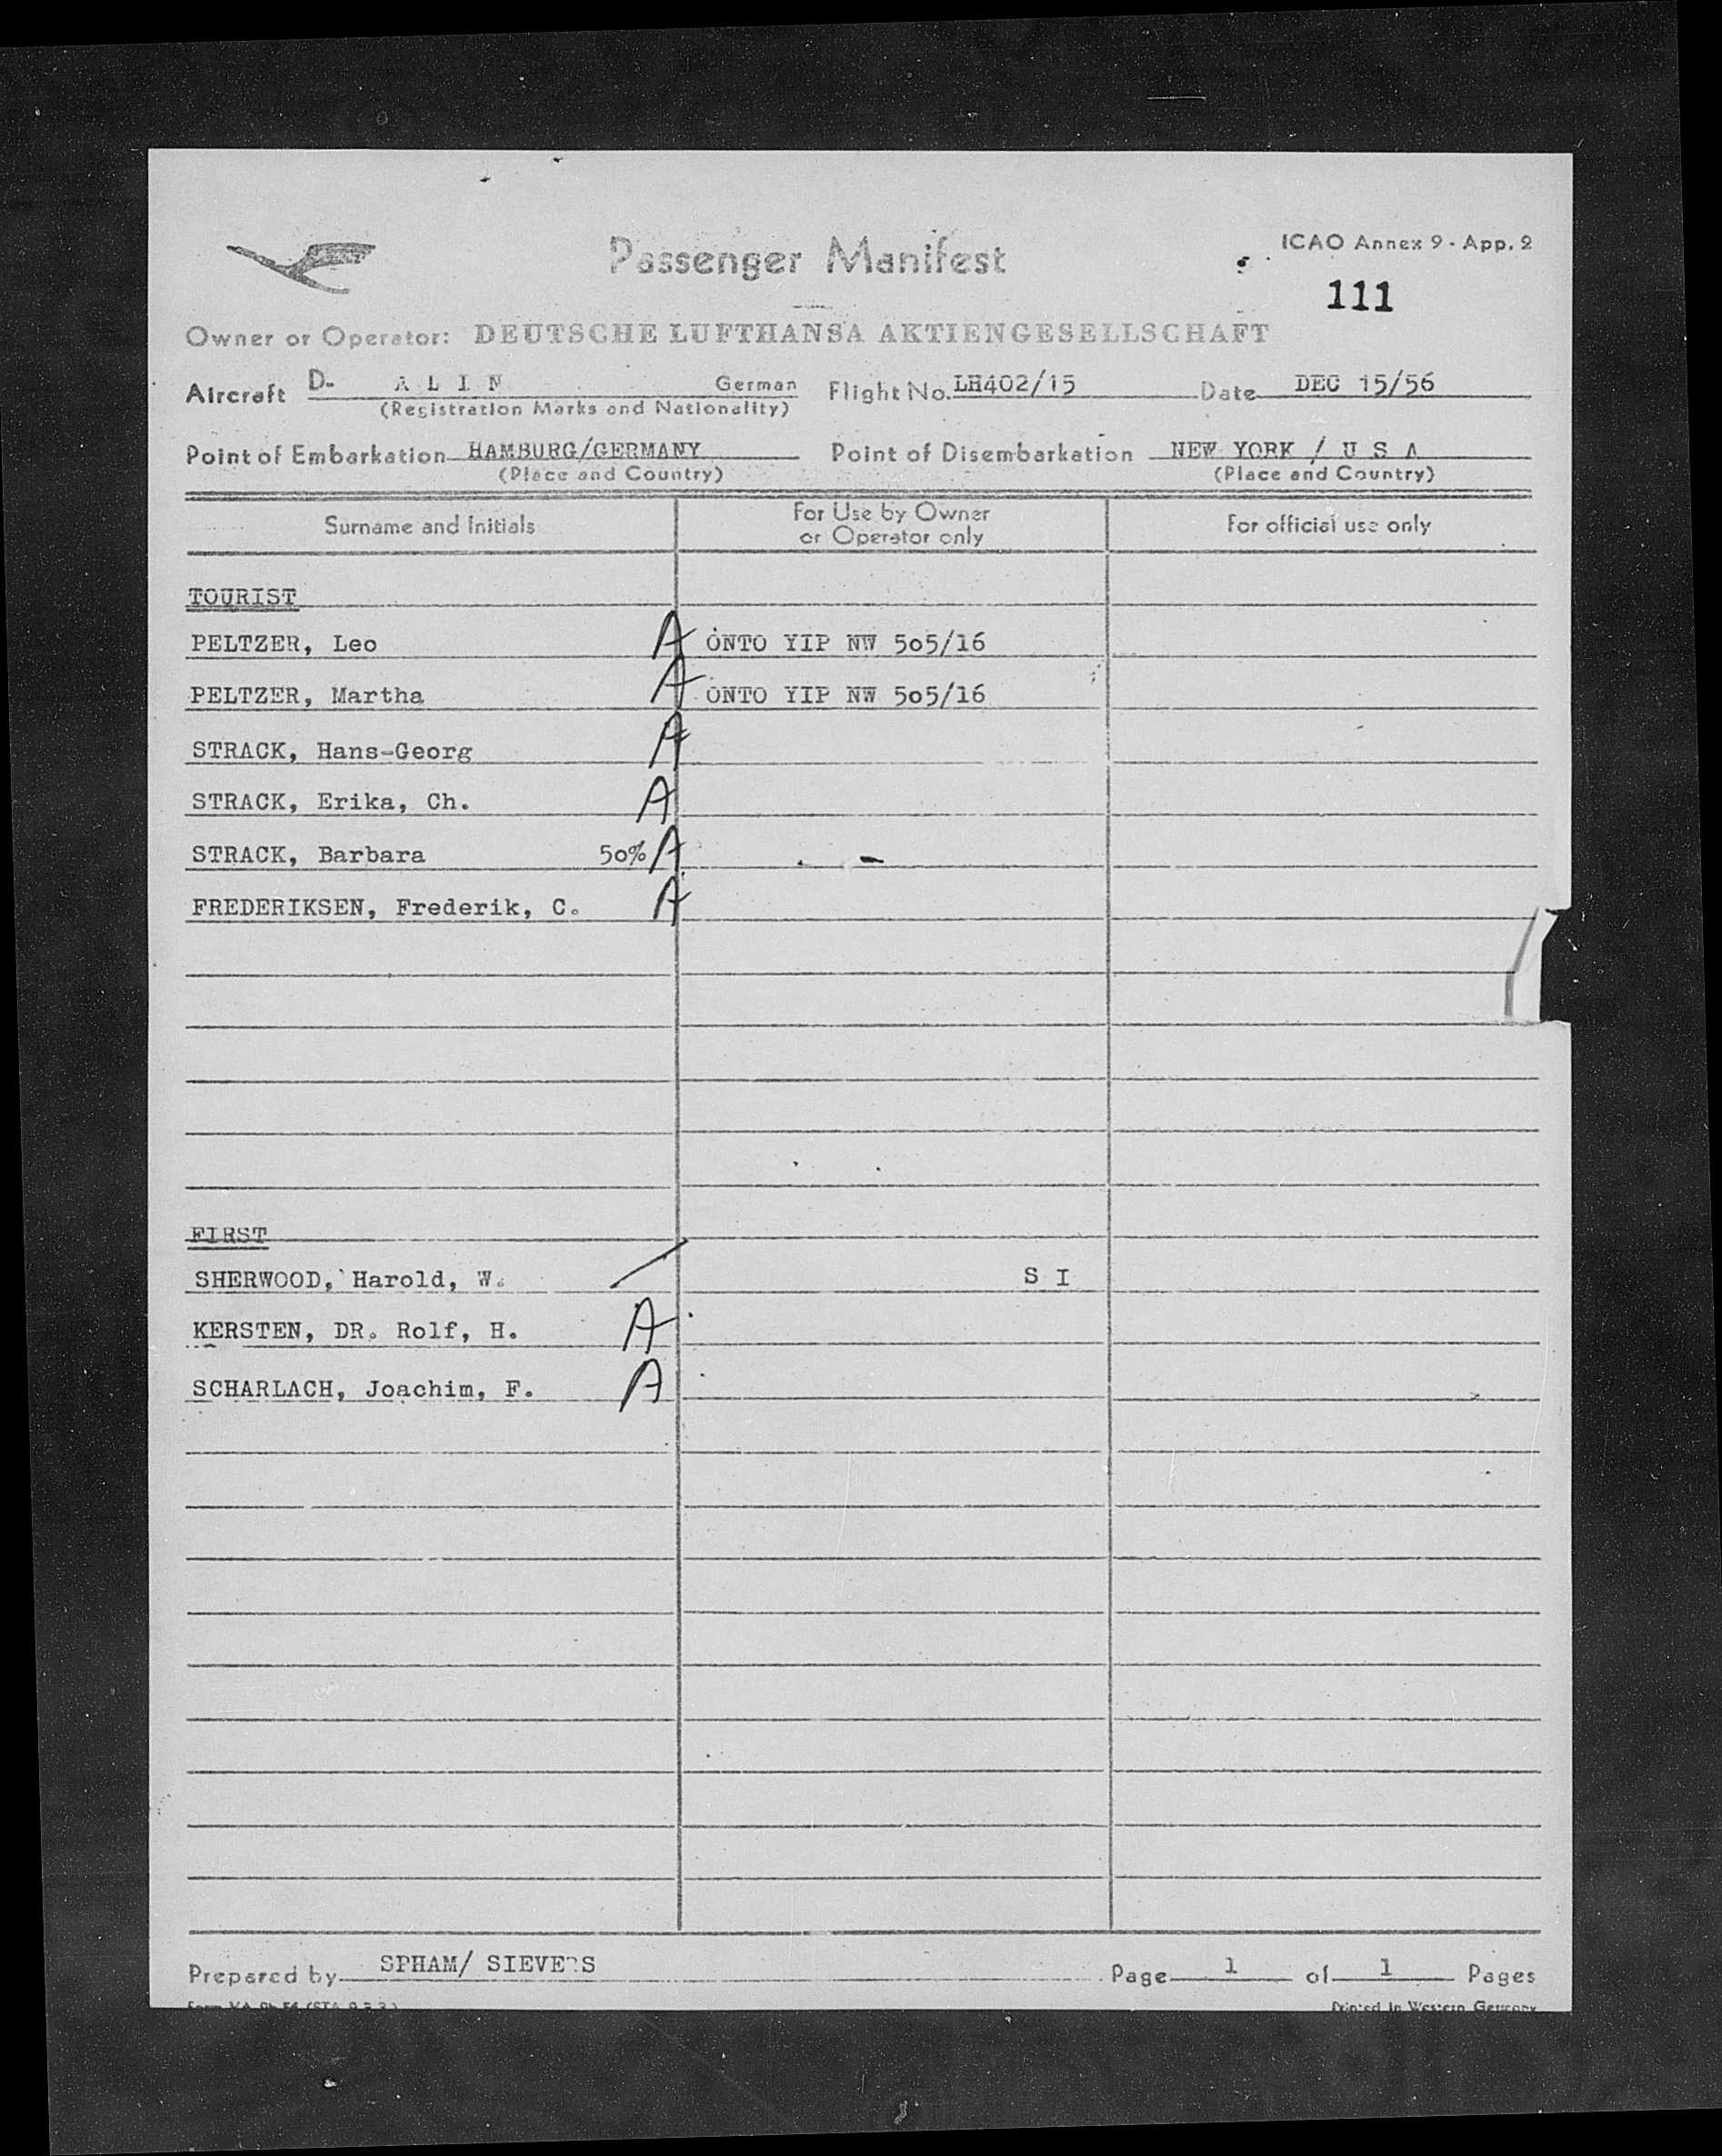 Passenger Manifest
ICAO Annex 9 - App. 2
111
Owner or Operator: DEUTSCHE LUFTHANSA AKTIENGESELLSCHAFT
Aircraft D- A L I N German Flight No. LH402/15 Date DEC 15/56
(Registration Marks and Nationality)
Point of Embarkation HAMBURG/GERMANY Point of Disembarkation NEW YORK / U S A
(Place and Country) (Place and Country)
Surname and Initials For Use by Owner or Operator only For official use only
TOURIST
PELTZER, Leo A ONTO YIP NW 505/16
PELTZER, Martha A ONTO YIP NW 505/16
STRACK, Hans-Georg A
STRACK, Erika, Ch. A
STRACK, Barbara 50% A
FREDERIKSEN, Frederik, C. A
FIRST
SHERWOOD, Harold, W. S I
KERSTEN, DR. Rolf, H. A
SCHARLACH, Joachim, F. A
Prepared by SPHAM/ SIEVERS Page 1 of 1 Pages
Printed in Western Germany